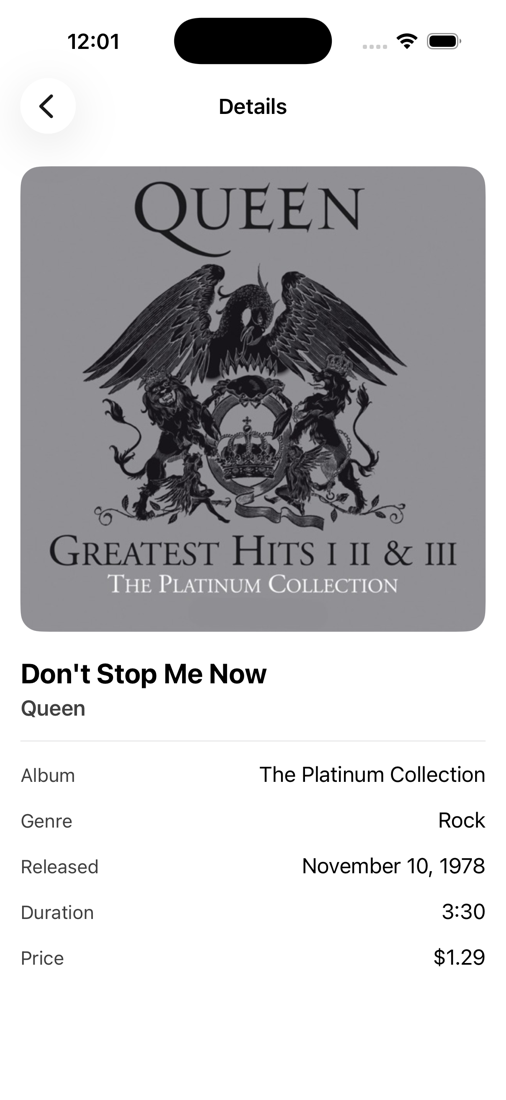 12:01
Details
QUEEN
GREATEST HITS I II & III
THE PLATINUM COLLECTION
Don't Stop Me Now
Queen
Album The Platinum Collection
Genre Rock
Released November 10, 1978
Duration 3:30
Price $1.29